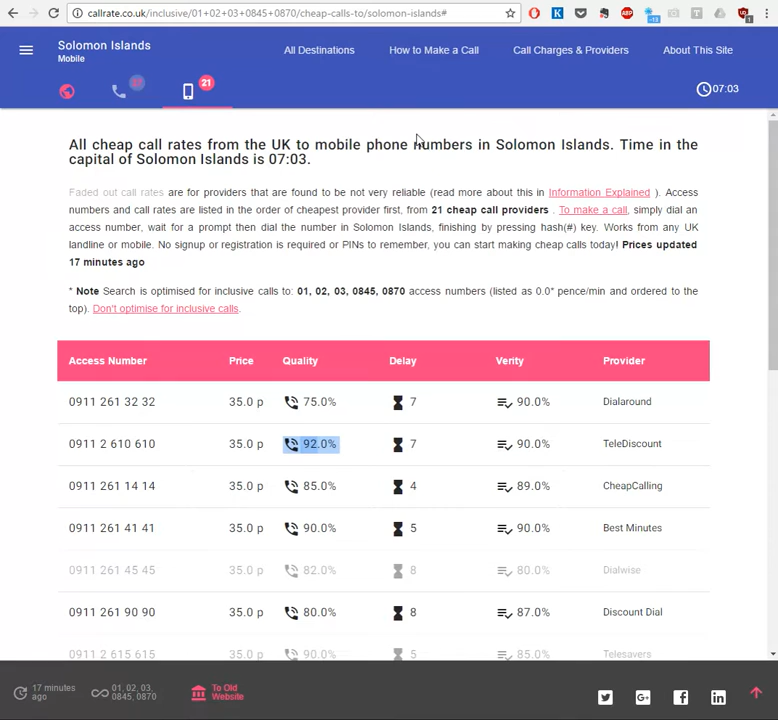 callrate.co.uk/inclusive/01+02+03+0845+0870/cheap-calls-to/solomon-islands#
Solomon Islands
Mobile
All Destinations
How to Make a Call
Call Charges & Providers
About This Site
21
07:03
All cheap call rates from the UK to mobile phone numbers in Solomon Islands. Time in the
capital of Solomon Islands is 07:03.
Faded out call rates are for providers that are found to be not very reliable (read more about this in Information Explained ). Access
numbers and call rates are listed in the order of cheapest provider first, from 21 cheap call providers . To make a call, simply dial an
access number, wait for a prompt then dial the number in Solomon Islands, finishing by pressing hash(#) key. Works from any UK
landline or mobile. No signup or registration is required or PINs to remember, you can start making cheap calls today! Prices updated
17 minutes ago
* Note Search is optimised for inclusive calls to: 01, 02, 03, 0845, 0870 access numbers (listed as 0.0* pence/min and ordered to the
top). Don't optimise for inclusive calls.
Access Number Price Quality Delay Verity Provider
0911 261 32 32 35.0 p 75.0% 7 90.0% Dialaround
0911 2 610 610 35.0 p 92.0% 7 90.0% TeleDiscount
0911 261 14 14 35.0 p 85.0% 4 89.0% CheapCalling
0911 261 41 41 35.0 p 90.0% 5 90.0% Best Minutes
0911 261 45 45 35.0 p 82.0% 8 80.0% Dialwise
0911 261 90 90 35.0 p 80.0% 8 87.0% Discount Dial
0911 2 615 615 35.0 p 90.0% 5 85.0% Telesavers
17 minutes
ago
01, 02, 03,
0845, 0870
To Old
Website